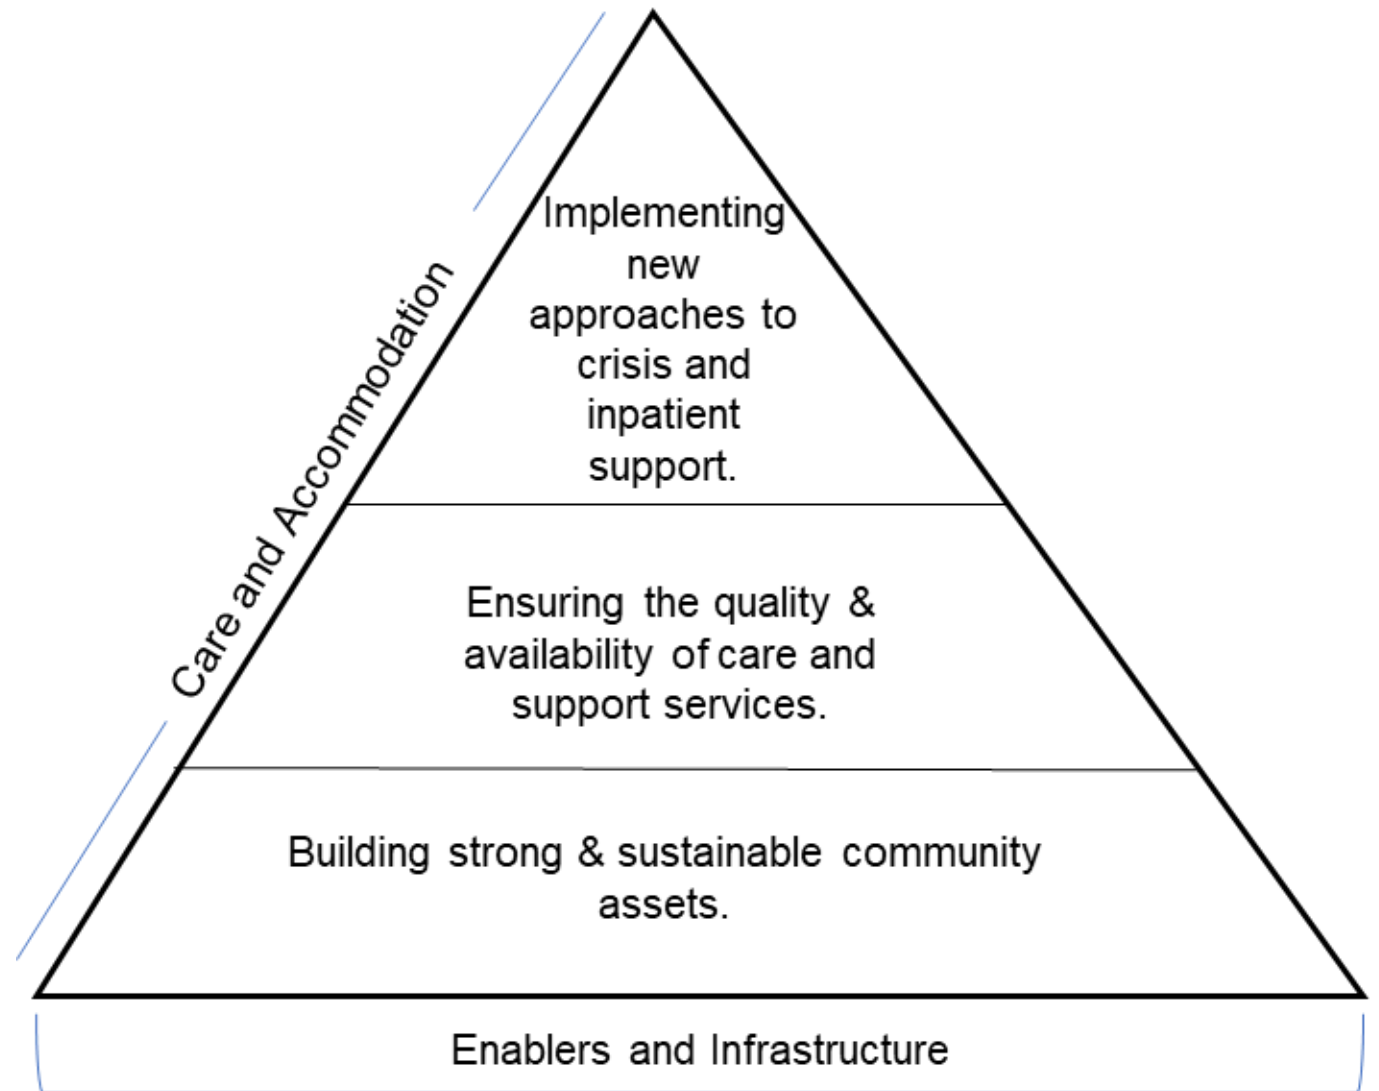 Implementing
new
approaches to
crisis and
inpatient
support.
Care and Accommodation
Ensuring the quality &
availability of care and
support services.
Building strong & sustainable community
assets.
Enablers and Infrastructure